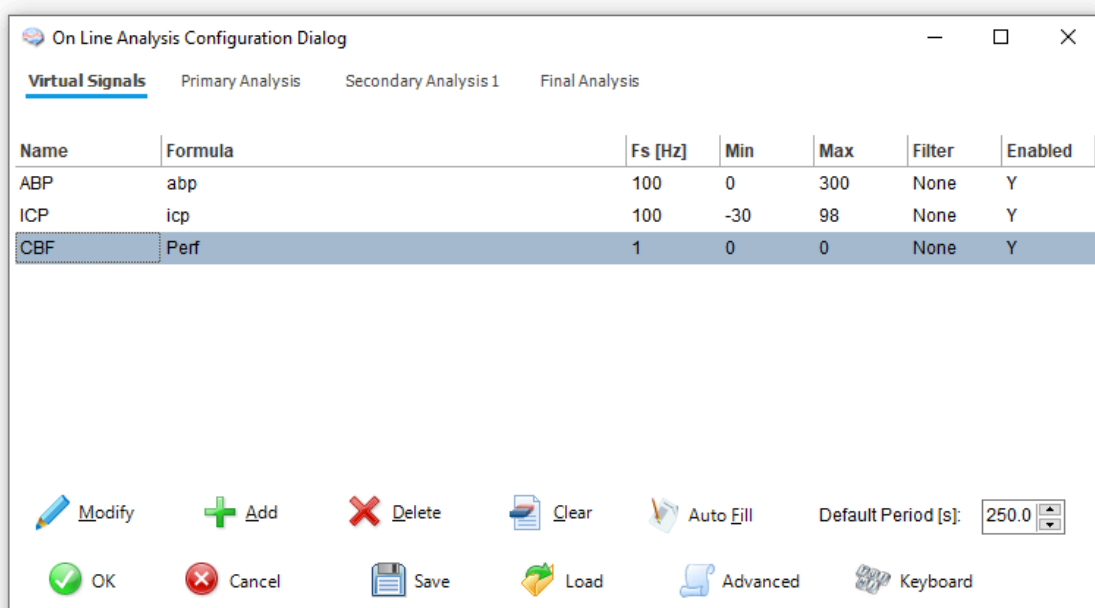 On Line Analysis Configuration Dialog
Virtual Signals Primary Analysis Secondary Analysis 1 Final Analysis
Name Formula Fs [Hz] Min Max Filter Enabled
ABP abp 100 0 300 None Y
ICP icp 100 -30 98 None Y
CBF Perf 1 0 0 None Y
Modify Add Delete Clear Auto Fill Default Period [s]: 250.0
OK Cancel Save Load Advanced Keyboard